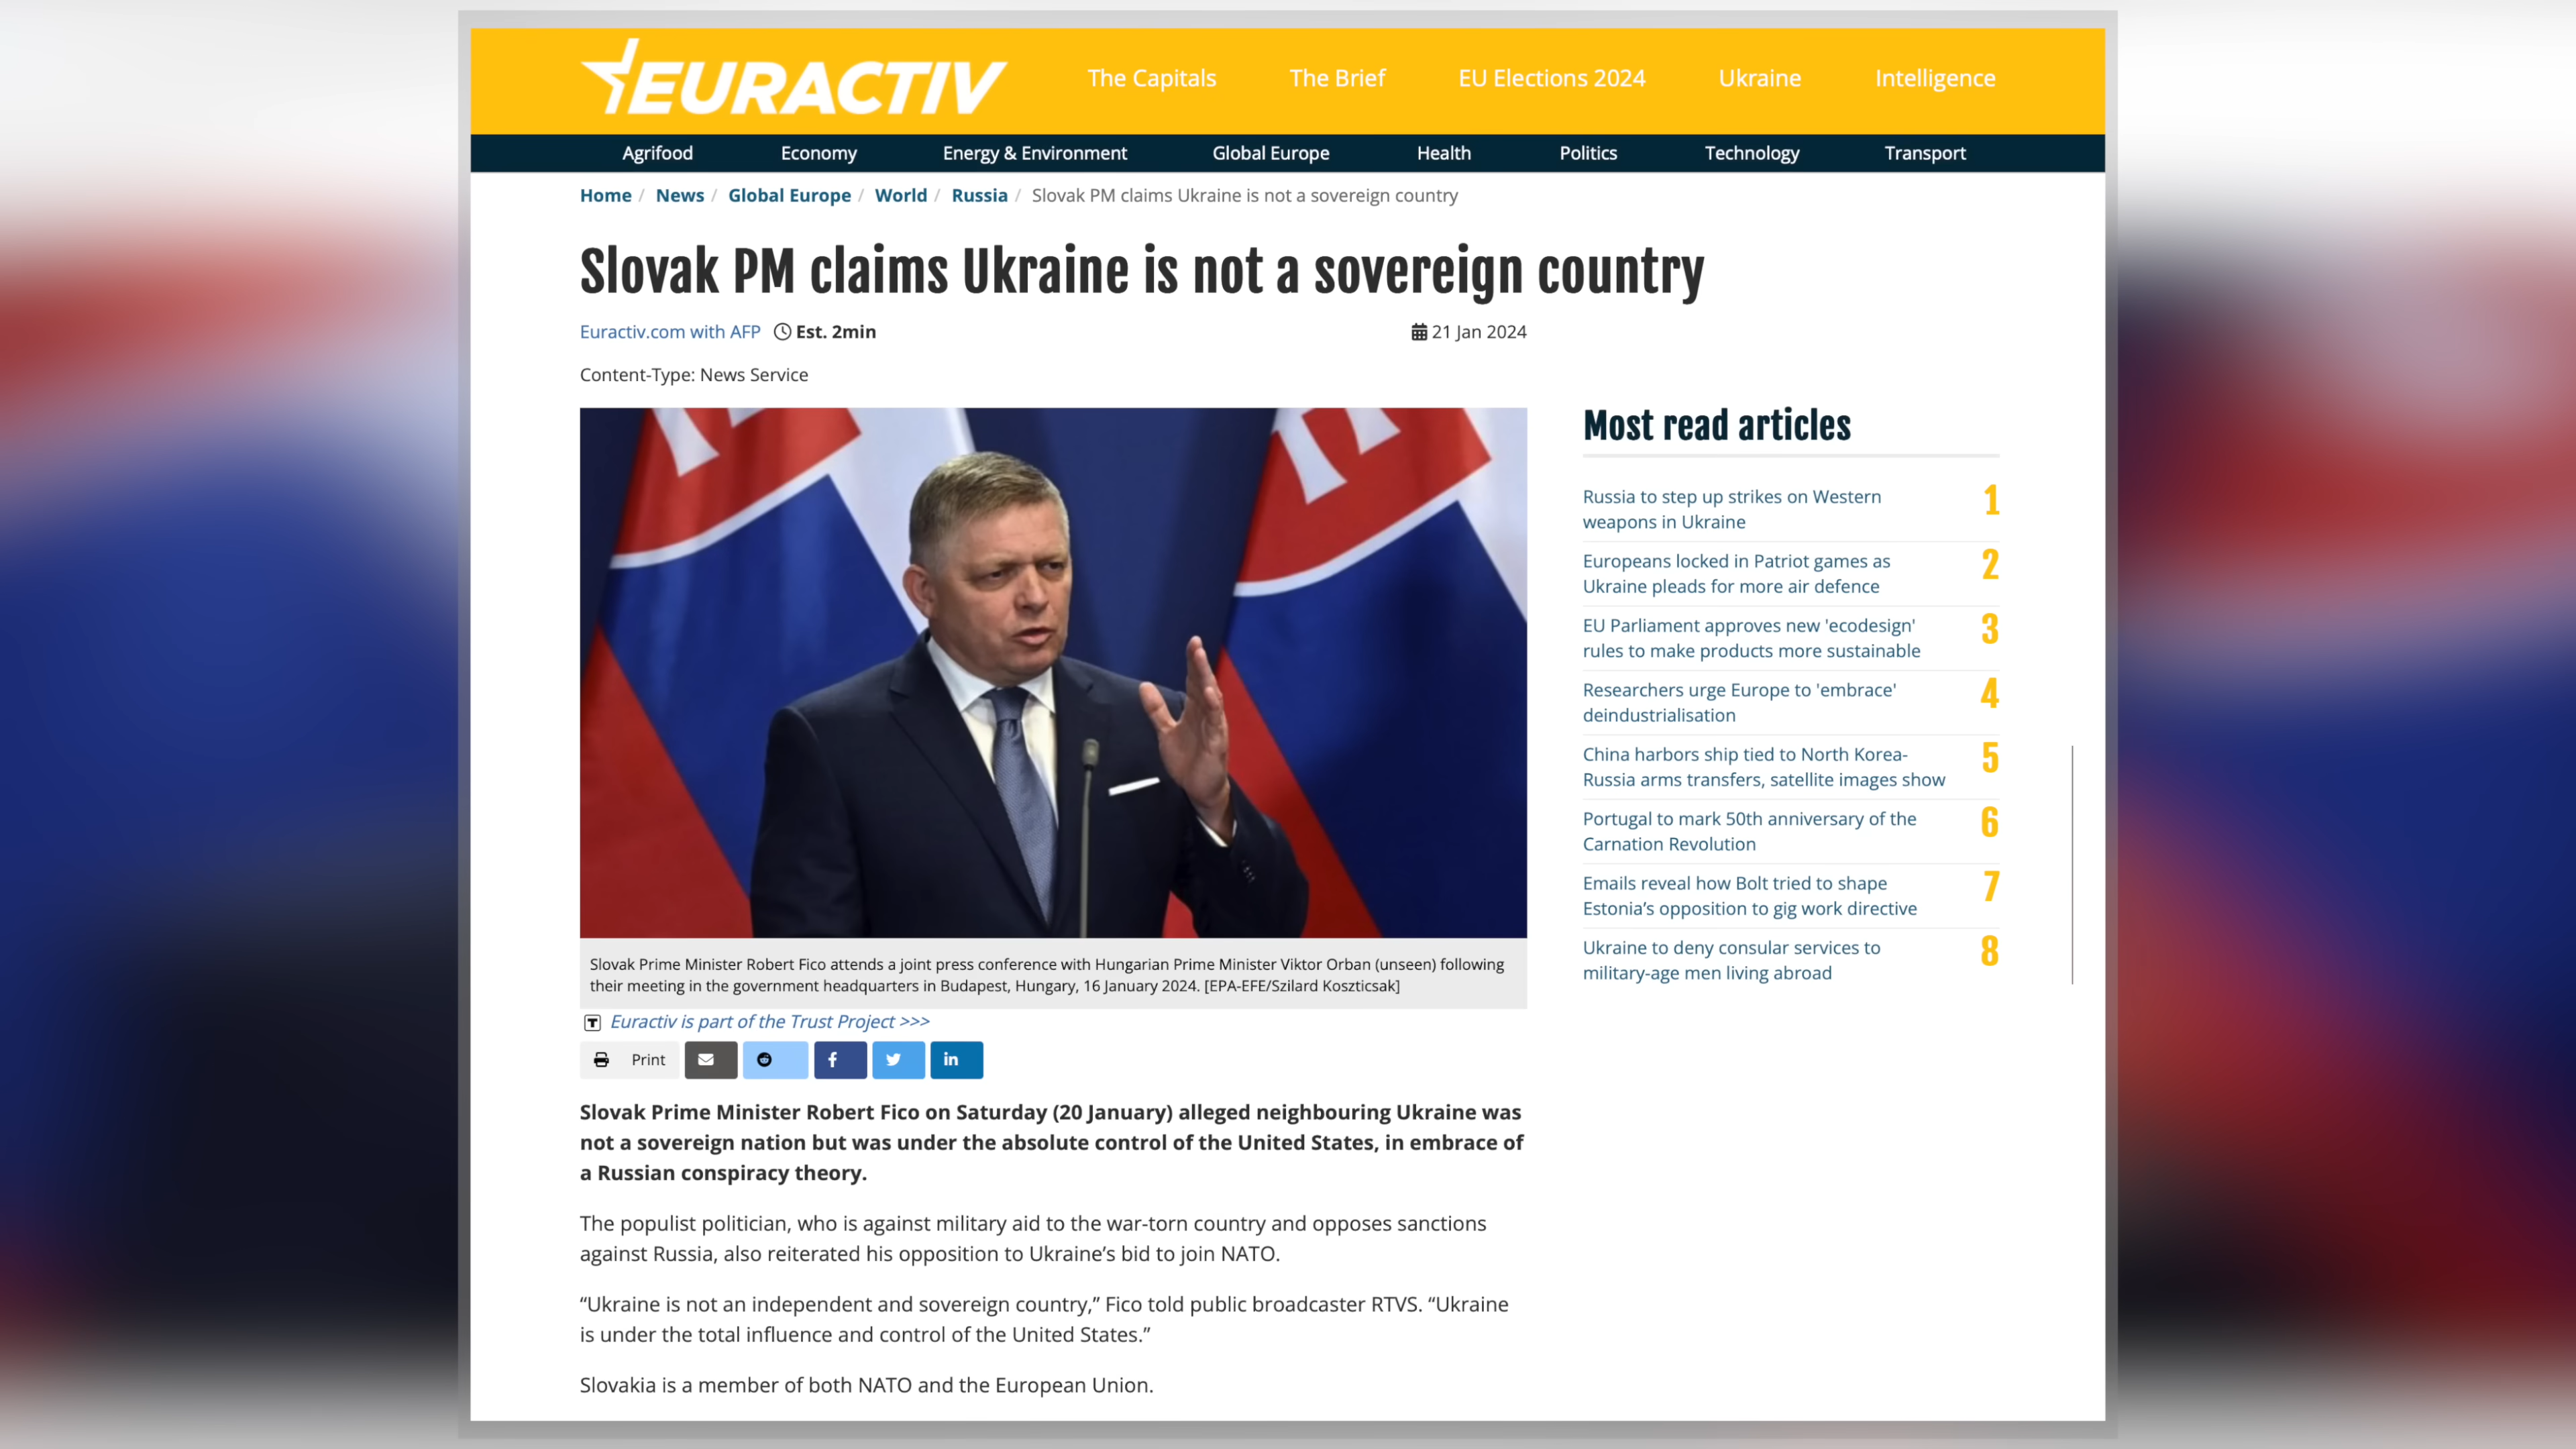 EURACTIV
The Capitals The Brief EU Elections 2024 Ukraine Intelligence
Agrifood Economy Energy & Environment Global Europe Health Politics Technology Transport
Home / News / Global Europe / World / Russia / Slovak PM claims Ukraine is not a sovereign country
Slovak PM claims Ukraine is not a sovereign country
Euractiv.com with AFP Est. 2min 21 Jan 2024
Content-Type: News Service
Slovak Prime Minister Robert Fico attends a joint press conference with Hungarian Prime Minister Viktor Orban (unseen) following
their meeting in the government headquarters in Budapest, Hungary, 16 January 2024. [EPA-EFE/Szilard Koszticsak]
T Euractiv is part of the Trust Project >>>
Print f in
Slovak Prime Minister Robert Fico on Saturday (20 January) alleged neighbouring Ukraine was
not a sovereign nation but was under the absolute control of the United States, in embrace of
a Russian conspiracy theory.
The populist politician, who is against military aid to the war-torn country and opposes sanctions
against Russia, also reiterated his opposition to Ukraine’s bid to join NATO.
“Ukraine is not an independent and sovereign country,” Fico told public broadcaster RTVS. “Ukraine
is under the total influence and control of the United States.”
Slovakia is a member of both NATO and the European Union.
Most read articles
Russia to step up strikes on Western 1
weapons in Ukraine
Europeans locked in Patriot games as 2
Ukraine pleads for more air defence
EU Parliament approves new 'ecodesign' 3
rules to make products more sustainable
Researchers urge Europe to 'embrace' 4
deindustrialisation
China harbors ship tied to North Korea- 5
Russia arms transfers, satellite images show
Portugal to mark 50th anniversary of the 6
Carnation Revolution
Emails reveal how Bolt tried to shape 7
Estonia’s opposition to gig work directive
Ukraine to deny consular services to 8
military-age men living abroad